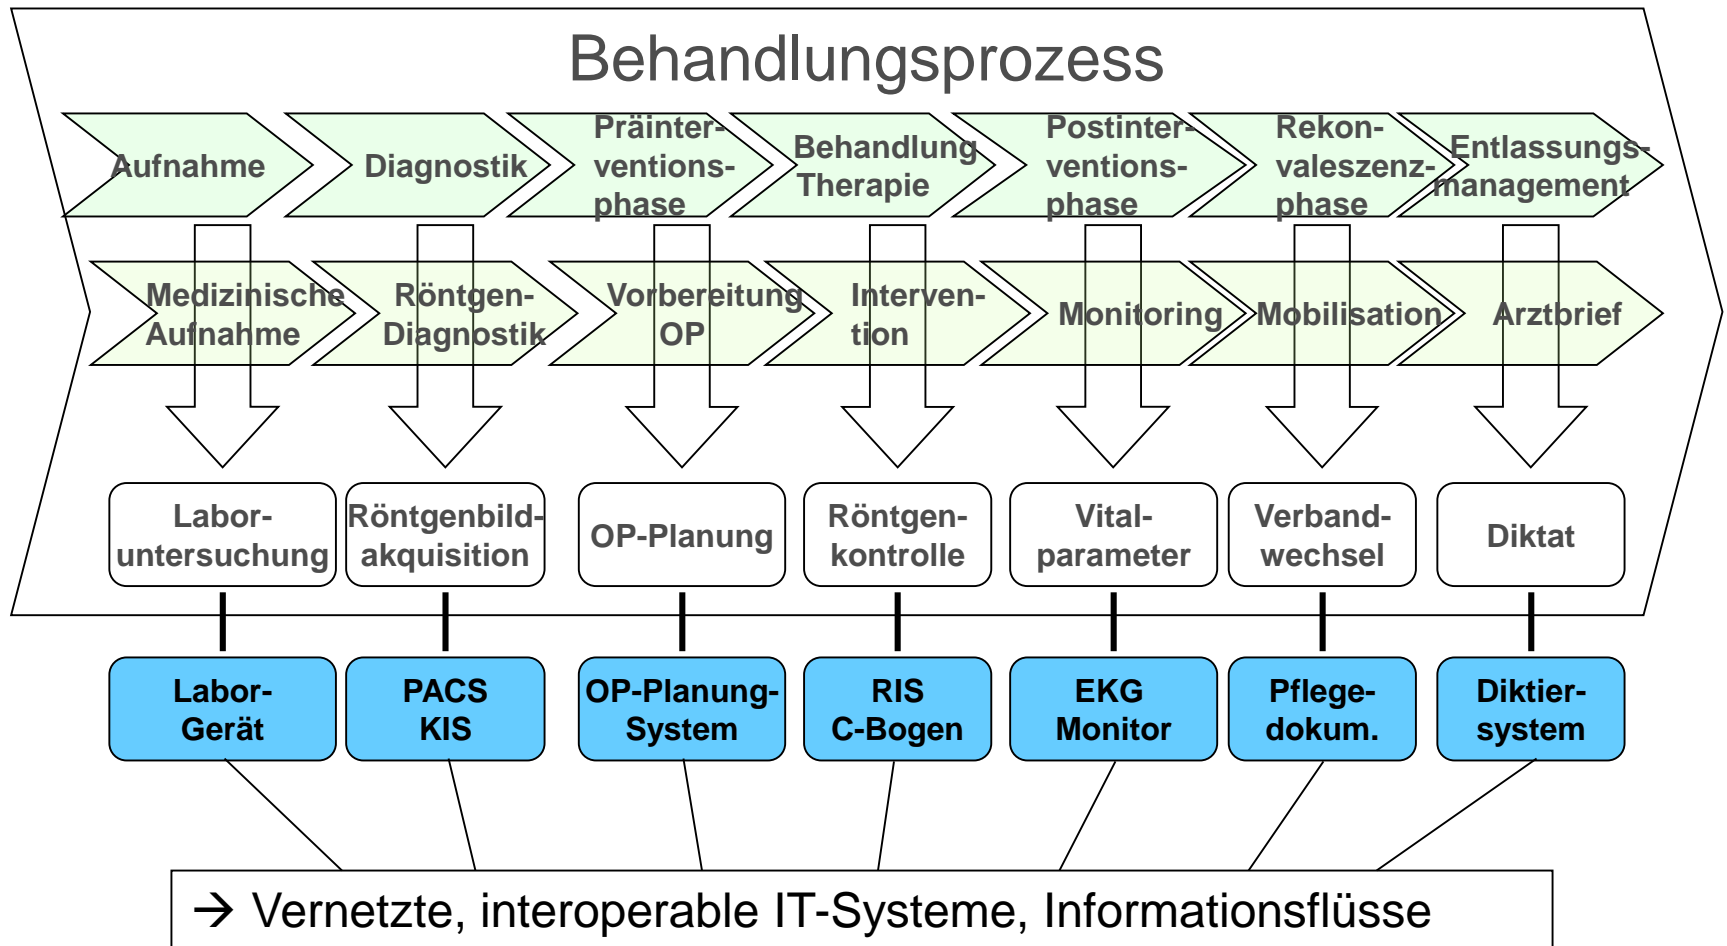 Behandlungsprozess
Aufnahme
Diagnostik
Präinter-
ventions-
phase
Behandlung
Therapie
Postinter-
ventions-
phase
Rekon-
valeszenz-
phase
Entlassungs-
management
Medizinische
Aufnahme
Röntgen-
Diagnostik
Vorbereitung
OP
Interven-
tion
Monitoring
Mobilisation
Arztbrief
Labor-
untersuchung
Röntgenbild-
akquisition
OP-Planung
Röntgen-
kontrolle
Vital-
parameter
Verband-
wechsel
Diktat
Labor-
Gerät
PACS
KIS
OP-Planung-
System
RIS
C-Bogen
EKG
Monitor
Pflege-
dokum.
Diktier-
system
→ Vernetzte, interoperable IT-Systeme, Informationsflüsse